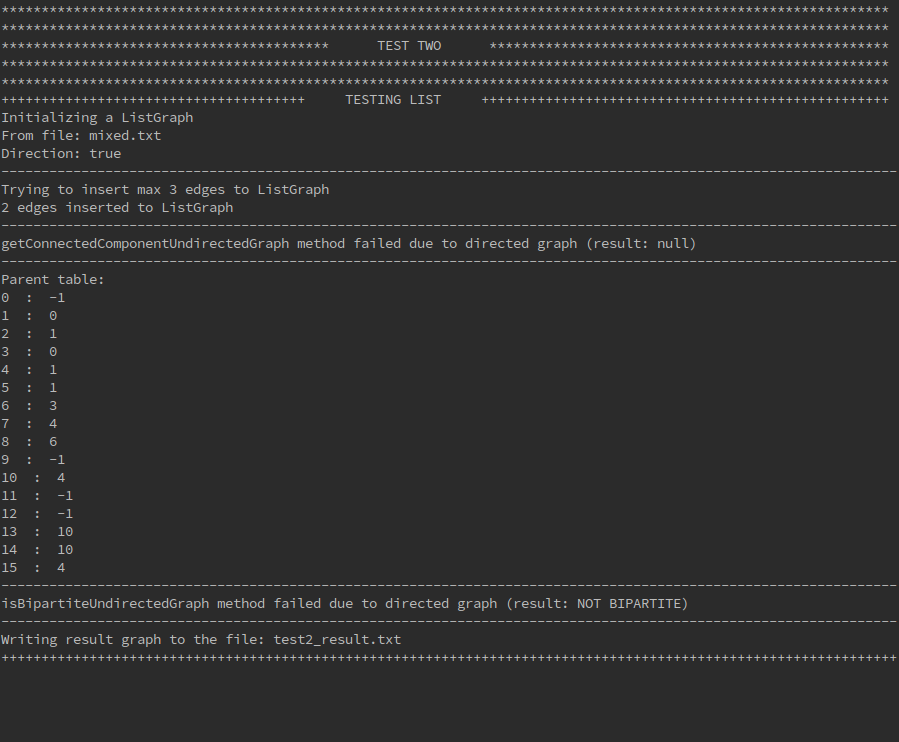 ***************************************************************************************************************
***************************************************************************************************************
*****************************************      TEST TWO      **************************************************
***************************************************************************************************************
***************************************************************************************************************
++++++++++++++++++++++++++++++++++++++     TESTING LIST     +++++++++++++++++++++++++++++++++++++++++++++++++++
Initializing a ListGraph
From file: mixed.txt
Direction: true
----------------------------------------------------------------------------------------------------------------
Trying to insert max 3 edges to ListGraph
2 edges inserted to ListGraph
----------------------------------------------------------------------------------------------------------------
getConnectedComponentUndirectedGraph method failed due to directed graph (result: null)
----------------------------------------------------------------------------------------------------------------
Parent table:
0  :  -1
1  :  0
2  :  1
3  :  0
4  :  1
5  :  1
6  :  3
7  :  4
8  :  6
9  :  -1
10  :  4
11  :  -1
12  :  -1
13  :  10
14  :  10
15  :  4
----------------------------------------------------------------------------------------------------------------
isBipartiteUndirectedGraph method failed due to directed graph (result: NOT BIPARTITE)
----------------------------------------------------------------------------------------------------------------
Writing result graph to the file: test2_result.txt
++++++++++++++++++++++++++++++++++++++++++++++++++++++++++++++++++++++++++++++++++++++++++++++++++++++++++++++++